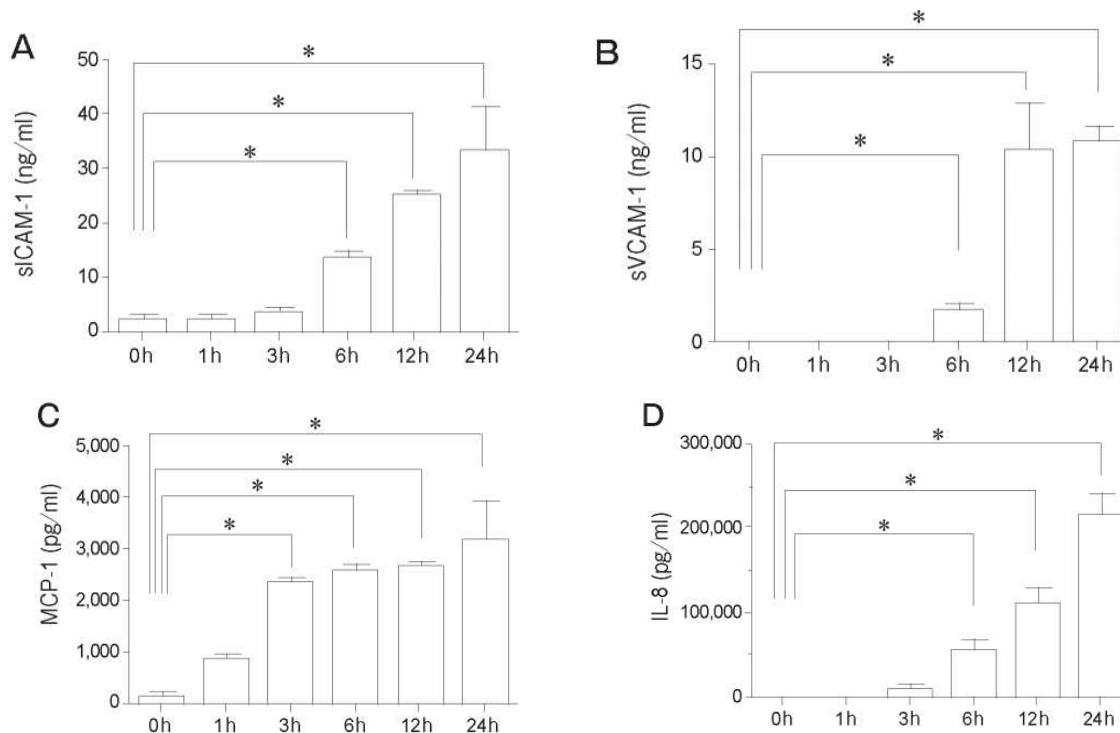 A
sICAM-1 (ng/ml)
50
40
30
20
10
0
* * *
0h 1h 3h 6h 12h 24h
B
sVCAM-1 (ng/ml)
15
10
5
0
* * *
0h 1h 3h 6h 12h 24h
C
MCP-1 (pg/ml)
5,000
4,000
3,000
2,000
1,000
0
* * * *
0h 1h 3h 6h 12h 24h
D
IL-8 (pg/ml)
300,000
200,000
100,000
0
* * *
0h 1h 3h 6h 12h 24h